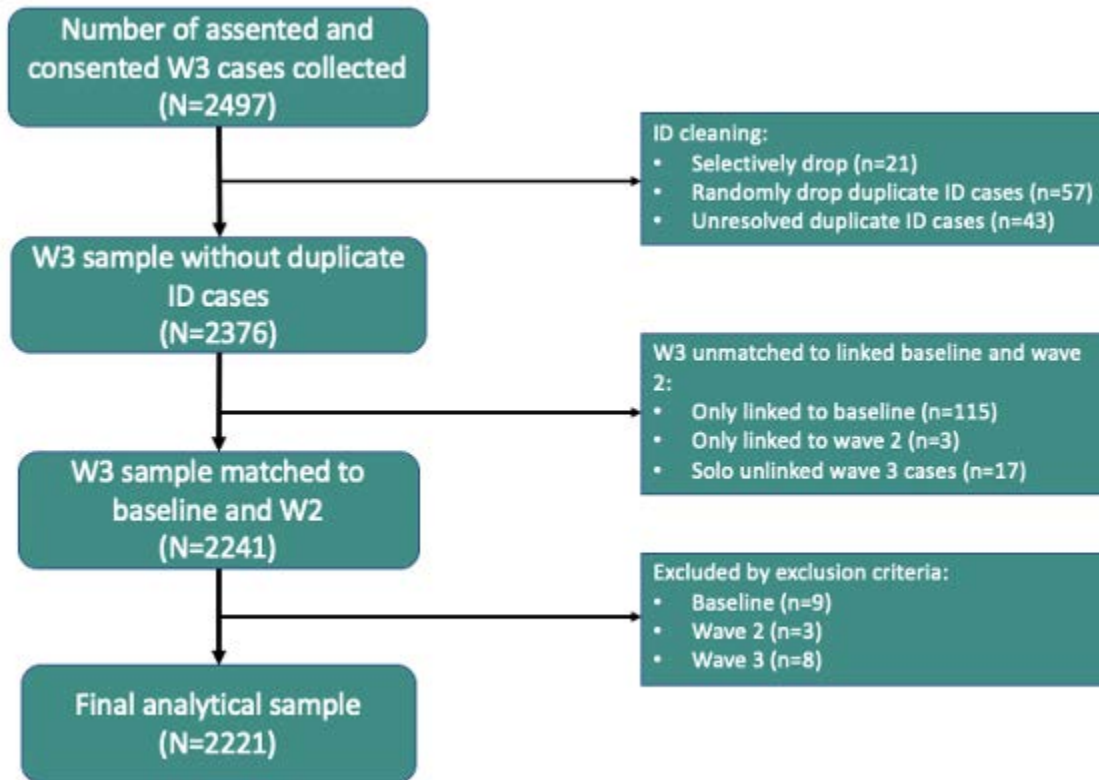 Number of assented and
consented W3 cases collected
(N=2497)
ID cleaning:
• Selectively drop (n=21)
• Randomly drop duplicate ID cases (n=57)
• Unresolved duplicate ID cases (n=43)
W3 sample without duplicate
ID cases
(N=2376)
W3 unmatched to linked baseline and wave
2:
• Only linked to baseline (n=115)
• Only linked to wave 2 (n=3)
• Solo unlinked wave 3 cases (n=17)
W3 sample matched to
baseline and W2
(N=2241)
Excluded by exclusion criteria:
• Baseline (n=9)
• Wave 2 (n=3)
• Wave 3 (n=8)
Final analytical sample
(N=2221)